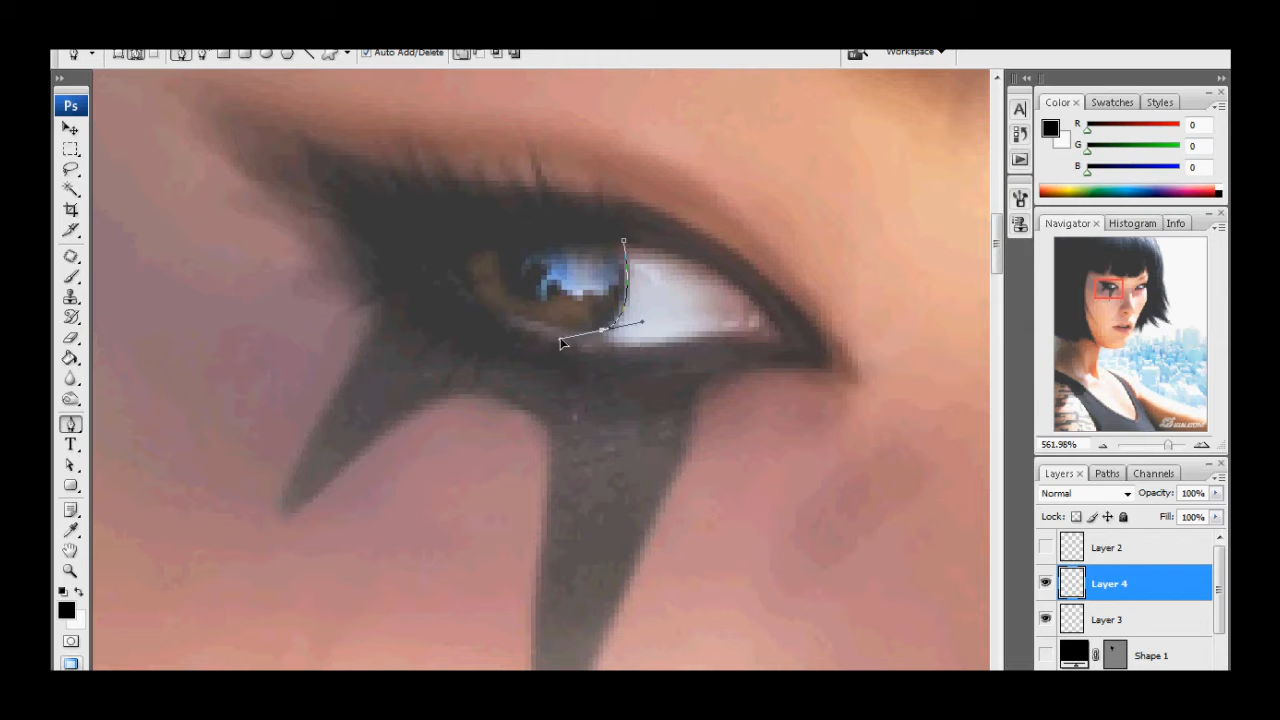 Auto Add/Delete
Workspace
Ps
Color × Swatches Styles
R 0
G 0
B 0
Navigator × Histogram Info
561.98%
Layers × Paths Channels
Normal Opacity: 100%
Lock: Fill: 100%
Layer 2
Layer 4
Layer 3
Shape 1
A
T